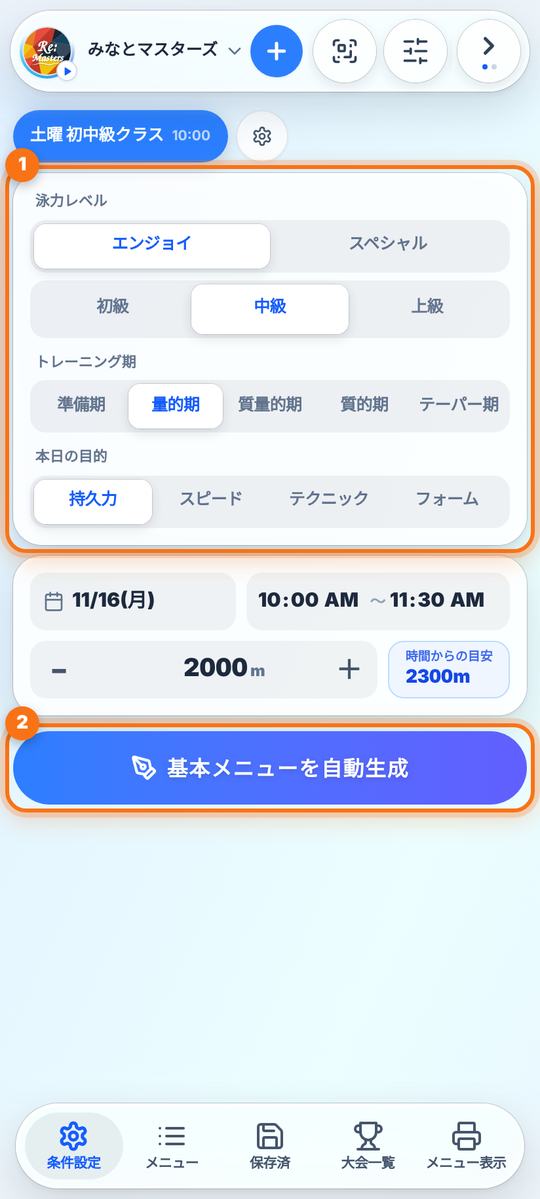 Re:
Masters
みなとマスターズ
土曜 初中級クラス 10:00
1
泳力レベル
エンジョイ スペシャル
初級 中級 上級
トレーニング期
準備期 量的期 質量的期 質的期 テーパー期
本日の目的
持久力 スピード テクニック フォーム
11/16(月) 10:00 AM ～ 11:30 AM
− 2000 m + 時間からの目安
2300m
2
基本メニューを自動生成
条件設定 メニュー 保存済 大会一覧 メニュー表示